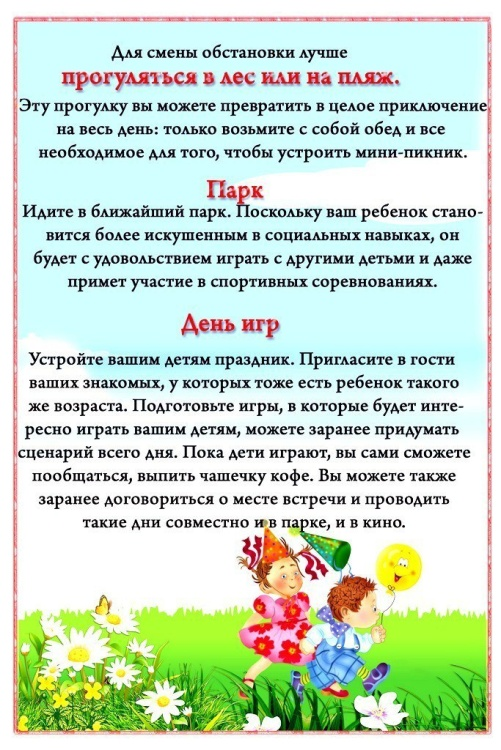 Для смены обстановки лучше
прогуляться в лес или на пляж.
Эту прогулку вы можете превратить в целое приключение
на весь день: только возьмите с собой обед и все
необходимое для того, чтобы устроить мини-пикник.
Парк
Идите в ближайший парк. Поскольку ваш ребенок стано-
вится более искушенным в социальных навыках, он
будет с удовольствием играть с другими детьми и даже
примет участие в спортивных соревнованиях.
День игр
Устройте вашим детям праздник. Пригласите в гости
ваших знакомых, у которых тоже есть ребенок такого
же возраста. Подготовьте игры, в которые будет инте-
ресно играть вашим детям, можете заранее придумать
сценарий всего дня. Пока дети играют, вы сами сможете
пообщаться, выпить чашечку кофе. Вы можете также
заранее договориться о месте встречи и проводить
такие дни совместно и в парке, и в кино.